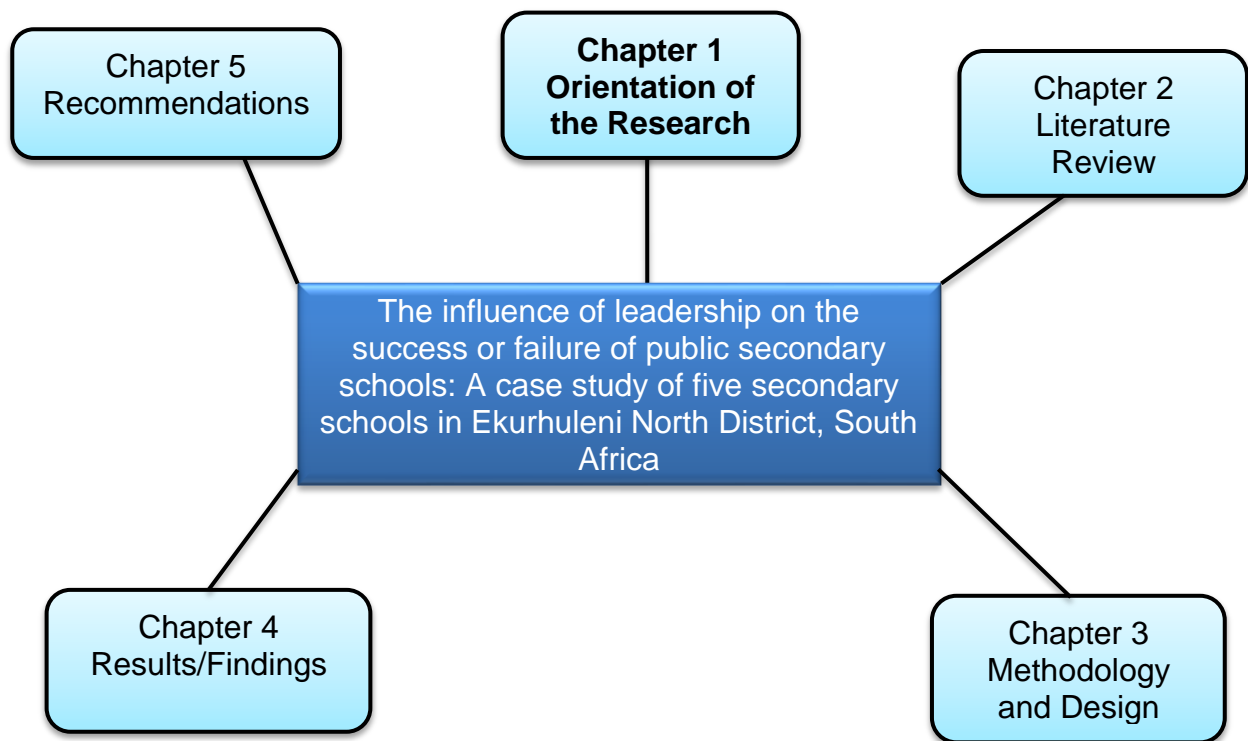 Chapter 1
Orientation of
the Research
Chapter 2
Literature
Review
Chapter 3
Methodology
and Design
Chapter 4
Results/Findings
Chapter 5
Recommendations
The influence of leadership on the
success or failure of public secondary
schools: A case study of five secondary
schools in Ekurhuleni North District, South
Africa